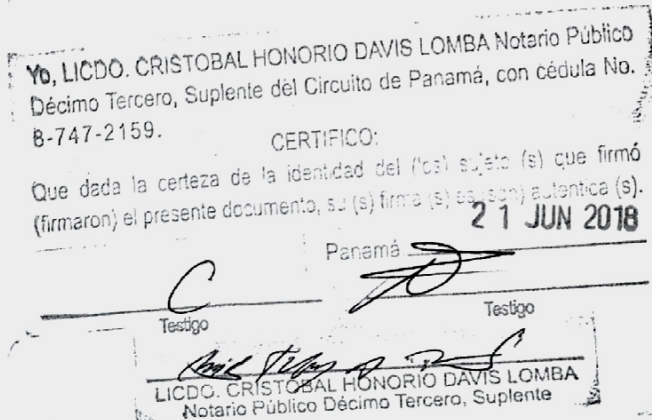 Yo, LICDO. CRISTOBAL HONORIO DAVIS LOMBA Notario Público
Décimo Tercero, Suplente del Circuito de Panamá, con cédula No.
8-747-2159.
CERTIFICO:
Que dada la certeza de la identidad del (los) sujeto (s) que firmó
(firmaron) el presente documento, su (s) firma (s) es (son) autentica (s).
21 JUN 2018
Panamá
Testigo Testigo
LICDO. CRISTOBAL HONORIO DAVIS LOMBA
Notario Público Décimo Tercero, Suplente